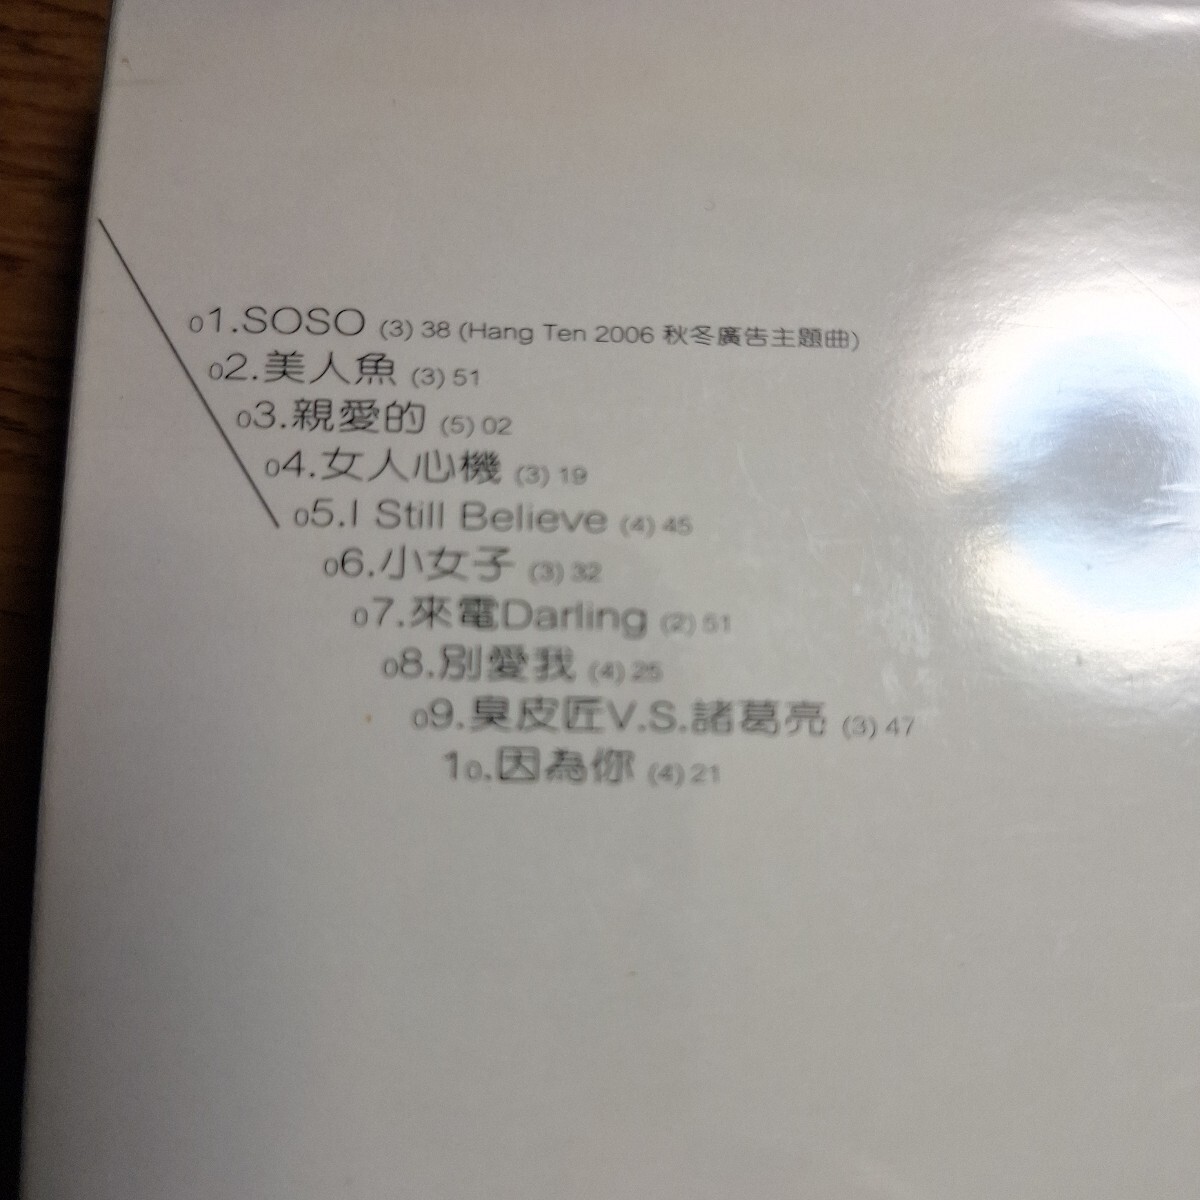 01.SOSO (3) 38 (Hang Ten 2006 秋冬廣告主題曲)
02.美人魚 (3) 51
03.親愛的 (5) 02
04.女人心機 (3) 19
05.I Still Believe (4) 45
06.小女子 (3) 32
07.來電Darling (2) 51
08.別愛我 (4) 25
09.臭皮匠V.S.諸葛亮 (3) 47
10.因為你 (4) 21